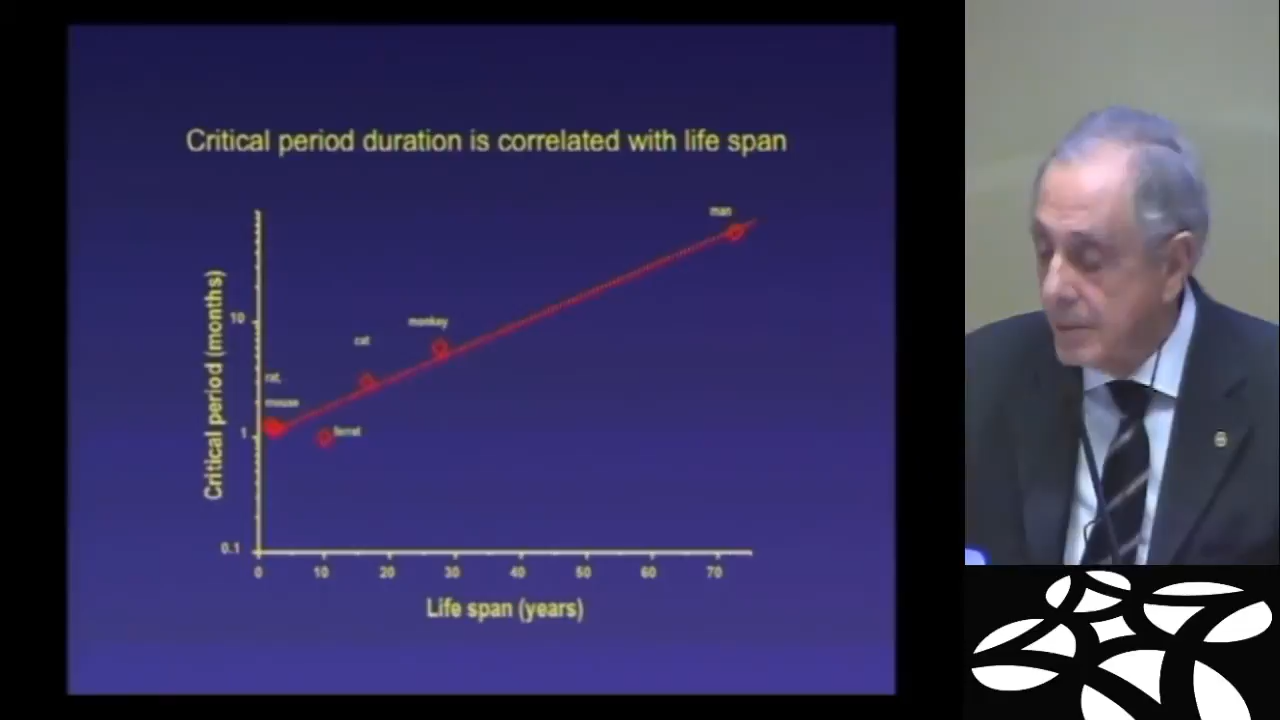 Critical period duration is correlated with life span
man
10
monkey
cat
rat,
mouse
1
ferret
0.1
0 10 20 30 40 50 60 70
Critical period (months)
Life span (years)